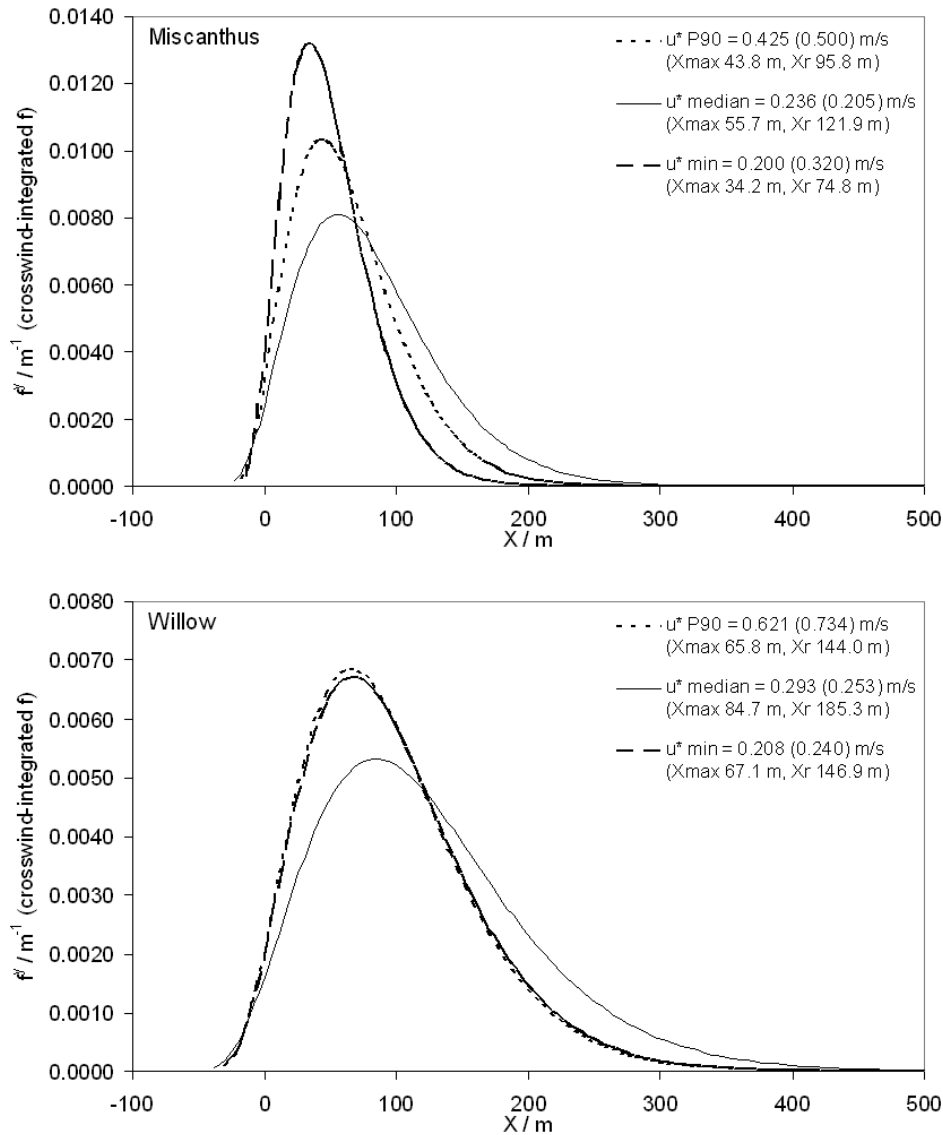 Miscanthus
u* P90 = 0.425 (0.500) m/s
(Xmax 43.8 m, Xr 95.8 m)
u* median = 0.236 (0.205) m/s
(Xmax 55.7 m, Xr 121.9 m)
u* min = 0.200 (0.320) m/s
(Xmax 34.2 m, Xr 74.8 m)
0.0140
0.0120
0.0100
0.0080
0.0060
0.0040
0.0020
0.0000
fʸ / m⁻¹ (crosswind-integrated f)
-100 0 100 200 300 400 500
X / m
Willow
u* P90 = 0.621 (0.734) m/s
(Xmax 65.8 m, Xr 144.0 m)
u* median = 0.293 (0.253) m/s
(Xmax 84.7 m, Xr 185.3 m)
u* min = 0.208 (0.240) m/s
(Xmax 67.1 m, Xr 146.9 m)
0.0080
0.0070
0.0060
0.0050
0.0040
0.0030
0.0020
0.0010
0.0000
fʸ / m⁻¹ (crosswind-integrated f)
-100 0 100 200 300 400 500
X / m